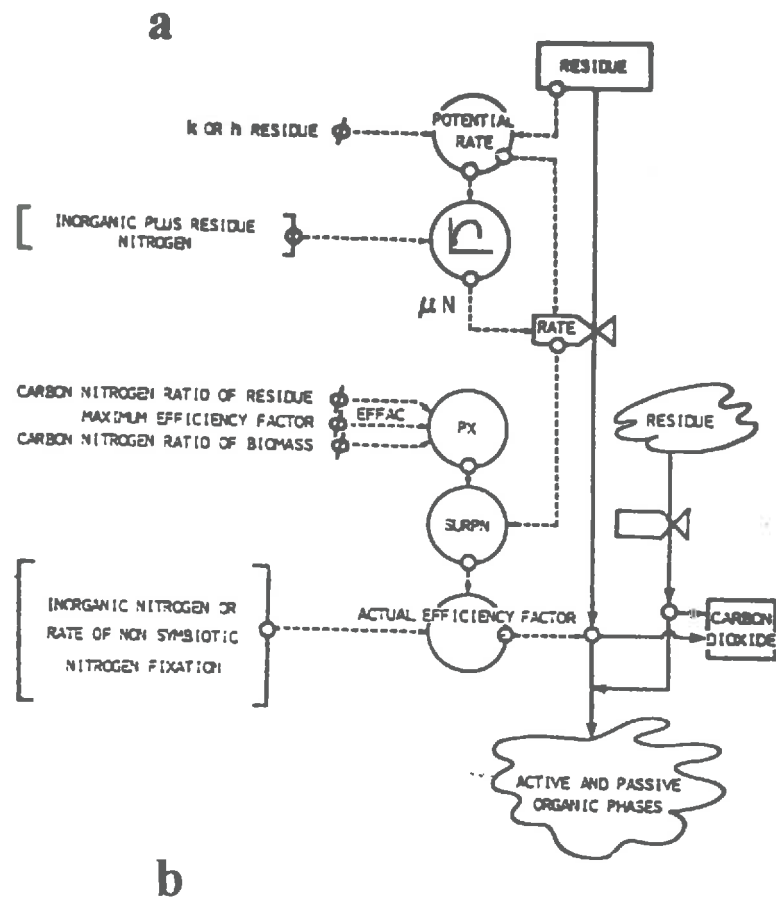 a
RESIDUE
POTENTIAL
RATE
k OR h RESIDUE
INORGANIC PLUS RESIDUE
NITROGEN
μN
RATE
CARBON NITROGEN RATIO OF RESIDUE
MAXIMUM EFFICIENCY FACTOR
CARBON NITROGEN RATIO OF BIOMASS
EFFAC
PX
RESIDUE
SURPN
INORGANIC NITROGEN OR
RATE OF NON SYMBIOTIC
NITROGEN FIXATION
ACTUAL EFFICIENCY FACTOR
CARBON
DIOXIDE
ACTIVE AND PASSIVE
ORGANIC PHASES
b